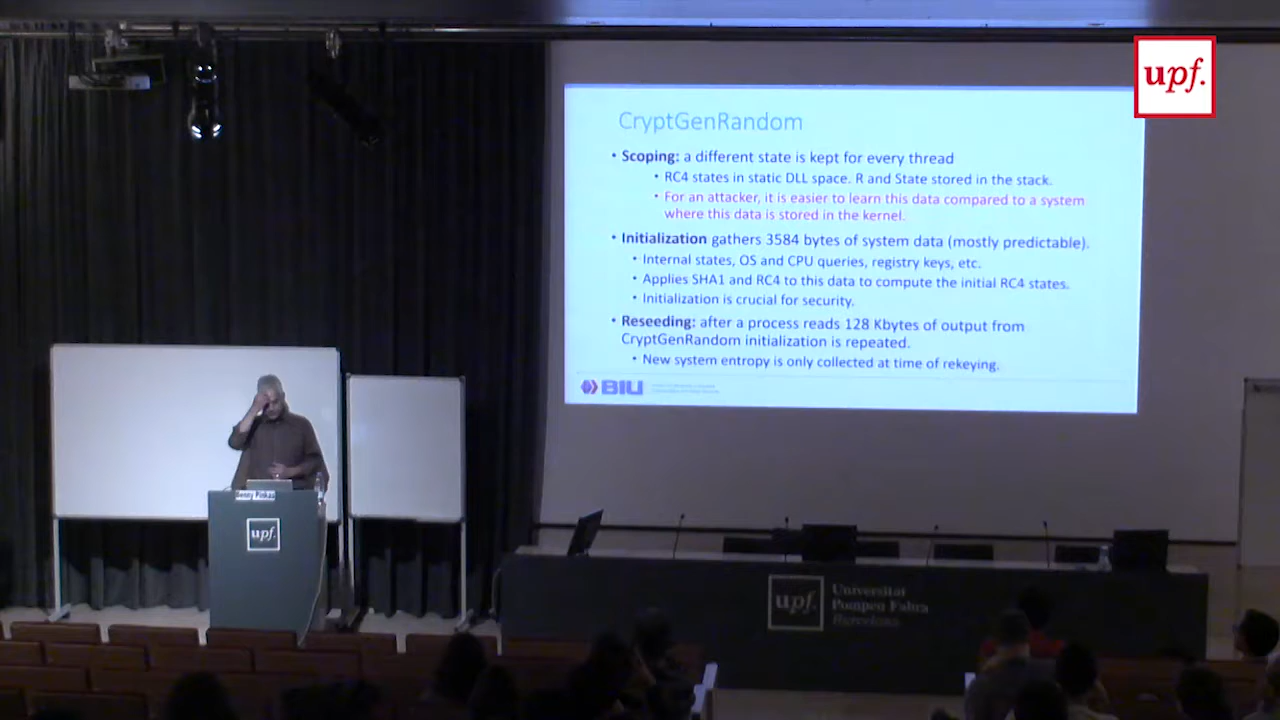 upf.
CryptGenRandom
• Scoping: a different state is kept for every thread
• RC4 states in static DLL space. R and State stored in the stack.
• For an attacker, it is easier to learn this data compared to a system
where this data is stored in the kernel.
• Initialization gathers 3584 bytes of system data (mostly predictable).
• Internal states, OS and CPU queries, registry keys, etc.
• Applies SHA1 and RC4 to this data to compute the initial RC4 states.
• Initialization is crucial for security.
• Reseeding: after a process reads 128 Kbytes of output from
CryptGenRandom initialization is repeated.
• New system entropy is only collected at time of rekeying.
BIU
Benny Pinkas
upf.
upf.
Universitat
Pompeu Fabra
Barcelona